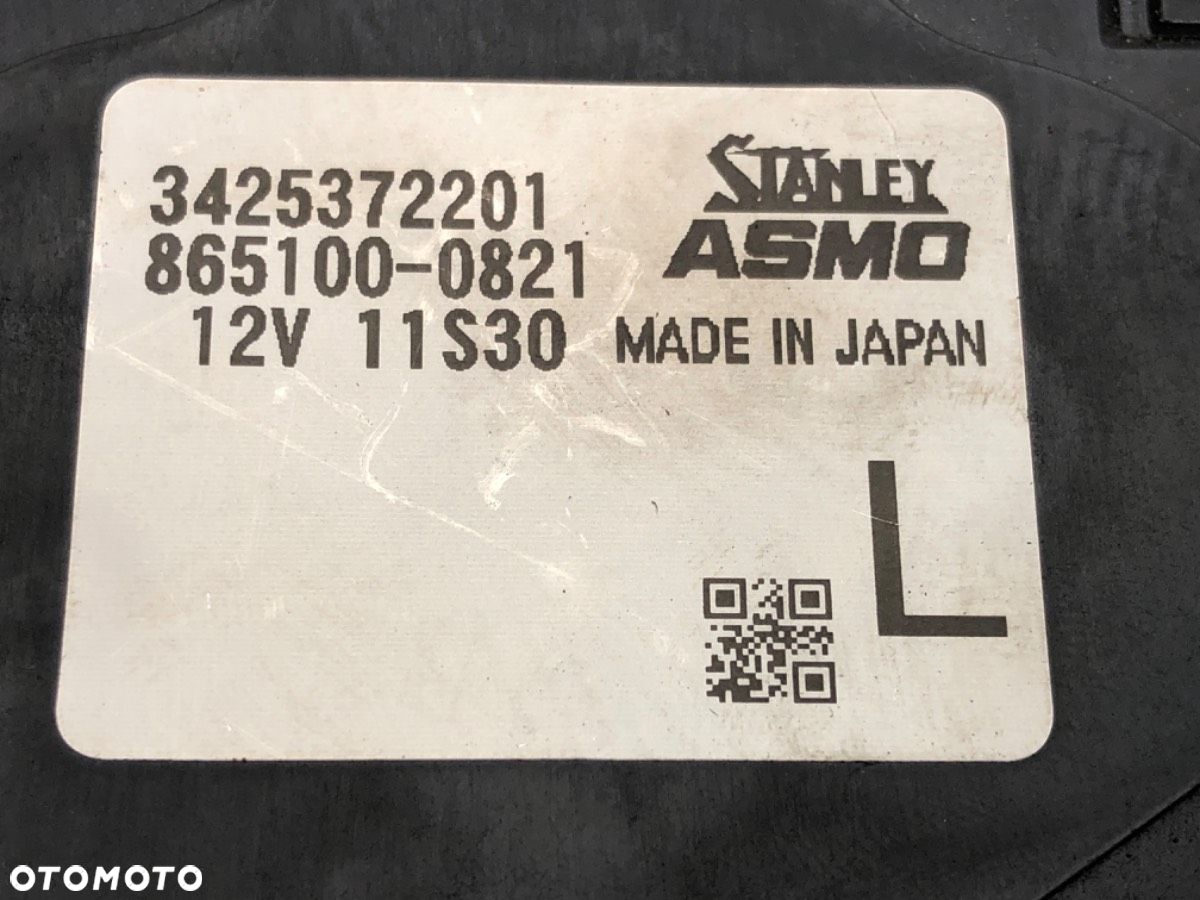 3425372201
865100-0821
12V 11S30
STANLEY
ASMO
MADE IN JAPAN
L
OTOMOTO